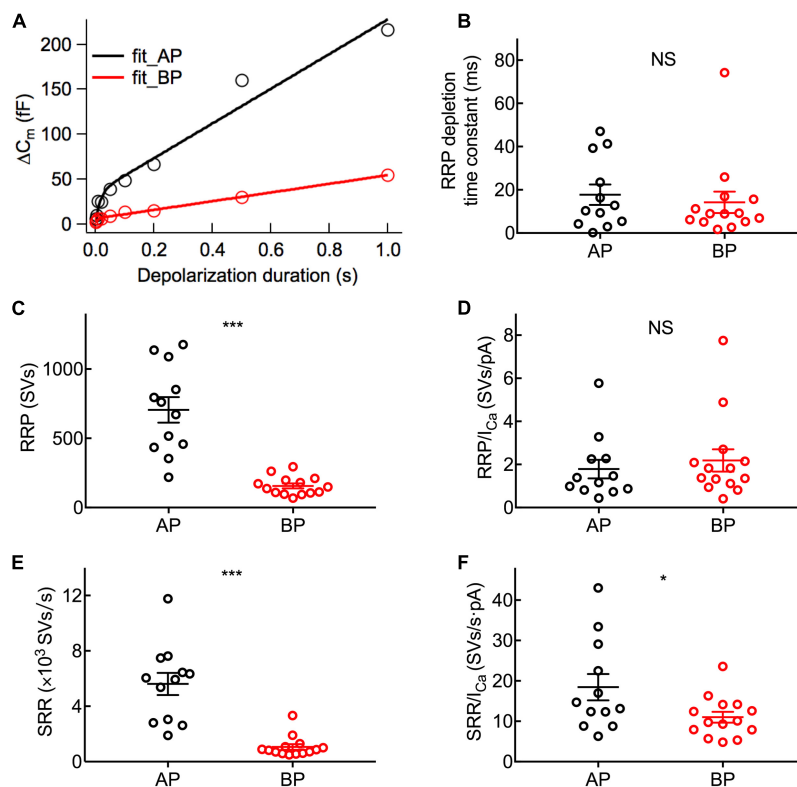 A
fit_AP
fit_BP
200
150
100
50
0
ΔCm (fF)
0.0 0.2 0.4 0.6 0.8 1.0
Depolarization duration (s)
B
NS
80
60
40
20
0
RRP depletion
time constant (ms)
AP BP
C
***
1000
500
0
RRP (SVs)
AP BP
D
NS
8
6
4
2
0
RRP/ICa (SVs/pA)
AP BP
E
***
12
8
4
0
SRR (×10³ SVs/s)
AP BP
F
*
40
30
20
10
0
SRR/ICa (SVs/s·pA)
AP BP